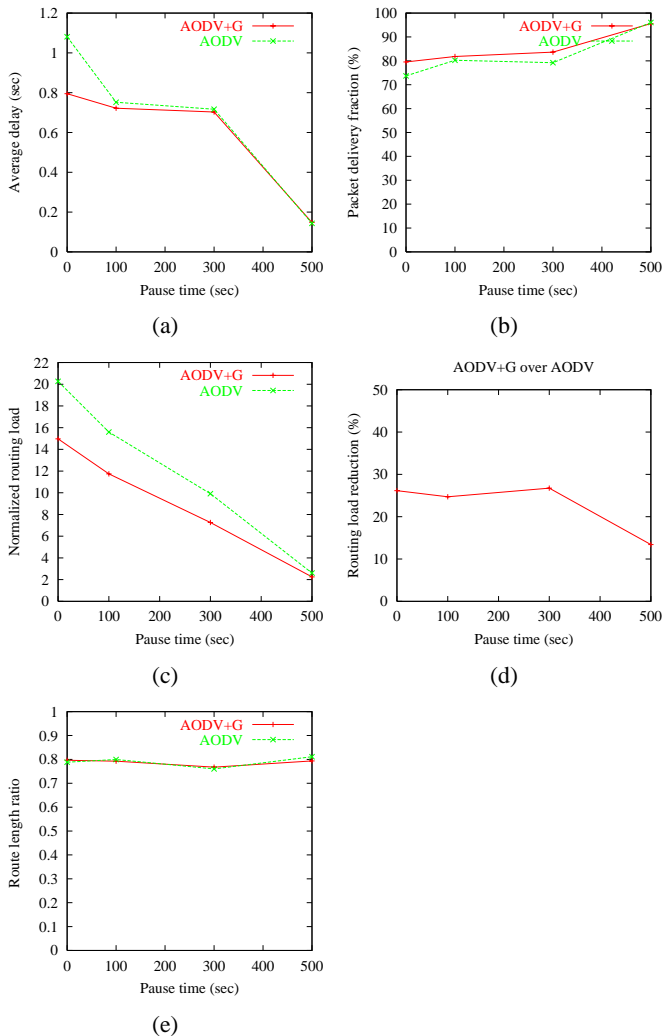 1.2
1
0.8
0.6
0.4
0.2
0
0 100 200 300 400 500
Average delay (sec)
Pause time (sec)
AODV+G
AODV
(a)
100
90
80
70
60
50
40
30
20
10
0
0 100 200 300 400 500
Packet delivery fraction (%)
Pause time (sec)
AODV+G
AODV
(b)
22
20
18
16
14
12
10
8
6
4
2
0
0 100 200 300 400 500
Normalized routing load
Pause time (sec)
AODV+G
AODV
(c)
AODV+G over AODV
50
40
30
20
10
0
0 100 200 300 400 500
Routing load reduction (%)
Pause time (sec)
(d)
1
0.9
0.8
0.7
0.6
0.5
0.4
0.3
0.2
0.1
0
0 100 200 300 400 500
Route length ratio
Pause time (sec)
AODV+G
AODV
(e)